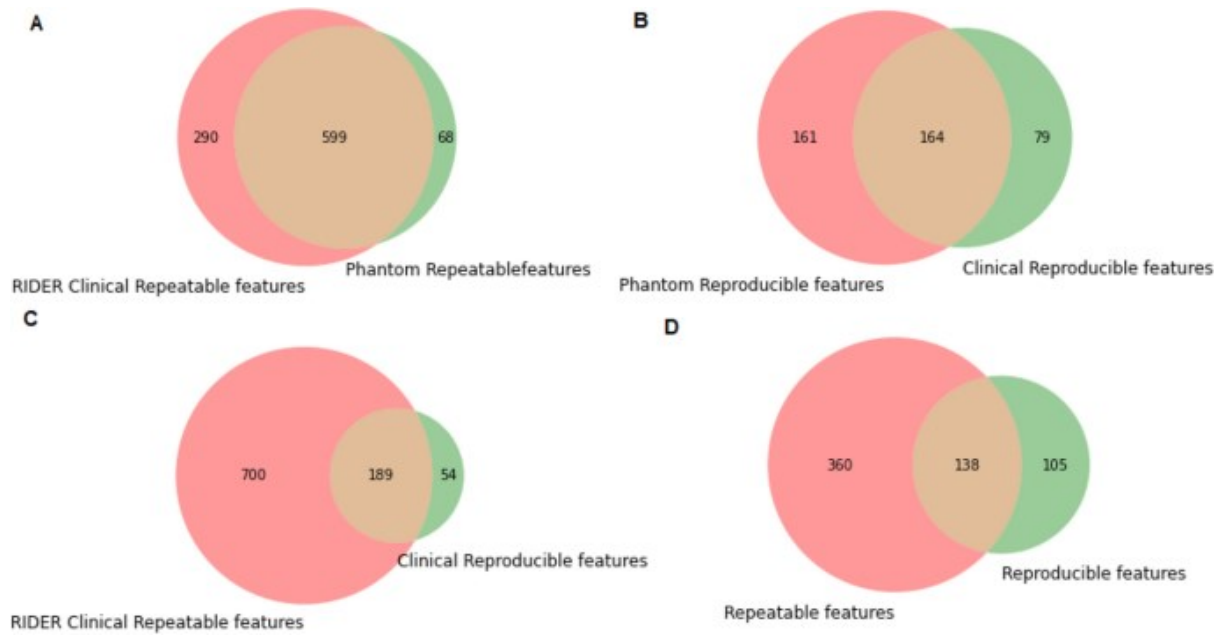 A
290
599
68
Phantom Repeatablefeatures
RIDER Clinical Repeatable features
B
161
164
79
Clinical Reproducible features
Phantom Reproducible features
C
700
189
54
Clinical Reproducible features
RIDER Clinical Repeatable features
D
360
138
105
Reproducible features
Repeatable features